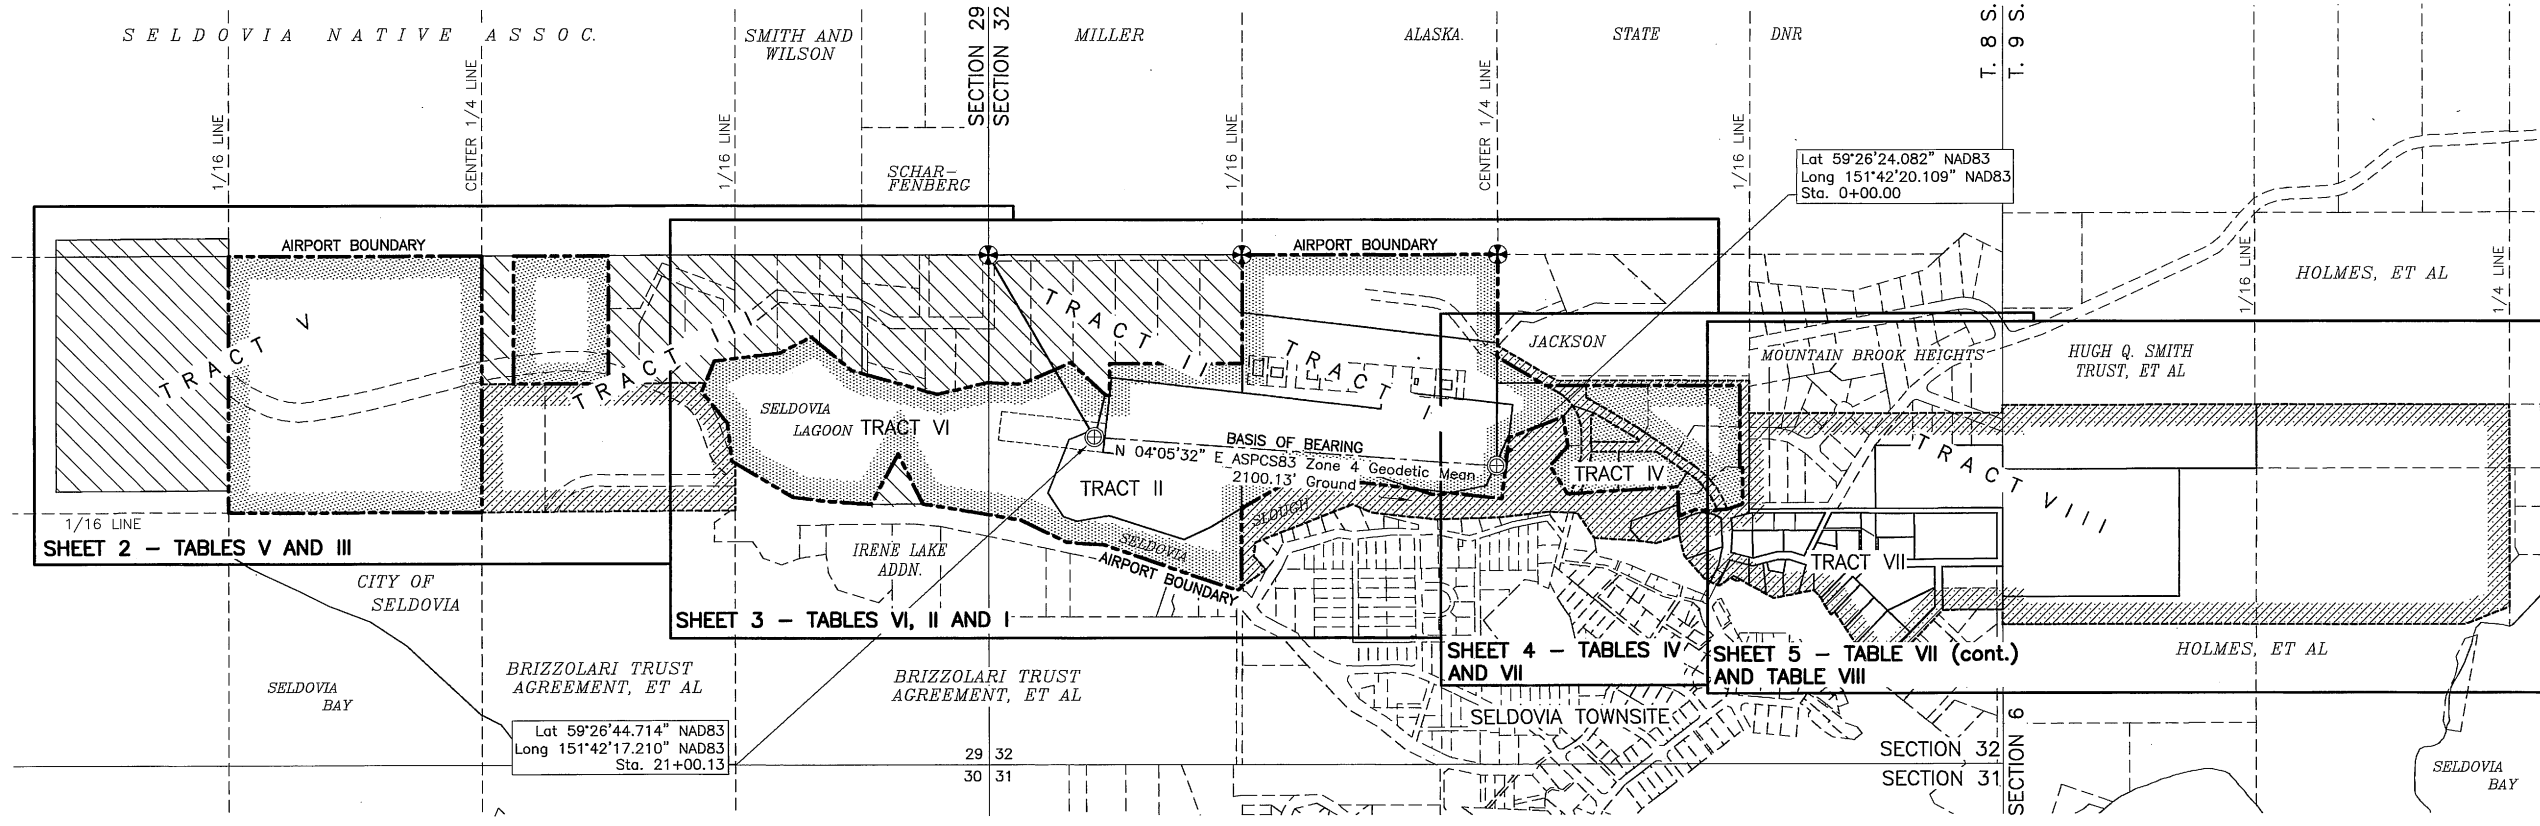 SELDOVIA NATIVE ASSOC.
SMITH AND
WILSON
SECTION 29
SECTION 32
MILLER
ALASKA.
STATE
DNR
T. 8 S.
T. 9 S.
1/16 LINE
CENTER 1/4 LINE
1/16 LINE
SCHAR-
FENBERG
1/16 LINE
CENTER 1/4 LINE
1/16 LINE
Lat 59°26'24.082" NAD83
Long 151°42'20.109" NAD83
Sta. 0+00.00
1/16 LINE
1/4 LINE
HOLMES, ET AL
AIRPORT BOUNDARY
AIRPORT BOUNDARY
TRACT V
TRACT III
TRACT II
TRACT I
JACKSON
MOUNTAIN BROOK HEIGHTS
HUGH Q. SMITH
TRUST, ET AL
SELDOVIA
LAGOON
TRACT VI
BASIS OF BEARING
N 04°05'32" E ASPCS83 Zone 4 Geodetic Mean
2100.13' Ground
TRACT II
TRACT IV
TRACT VIII
SLOUGH
SELDOVIA
AIRPORT BOUNDARY
TRACT VII
1/16 LINE
SHEET 2 – TABLES V AND III
IRENE LAKE
ADDN.
CITY OF
SELDOVIA
SHEET 3 – TABLES VI, II AND I
SHEET 4 – TABLES IV
AND VII
SHEET 5 – TABLE VII (cont.)
AND TABLE VIII
HOLMES, ET AL
BRIZZOLARI TRUST
AGREEMENT, ET AL
BRIZZOLARI TRUST
AGREEMENT, ET AL
SELDOVIA
BAY
Lat 59°26'44.714" NAD83
Long 151°42'17.210" NAD83
Sta. 21+00.13
SELDOVIA TOWNSITE
29 32
30 31
SECTION 32
SECTION 31
SECTION 6
SELDOVIA
BAY